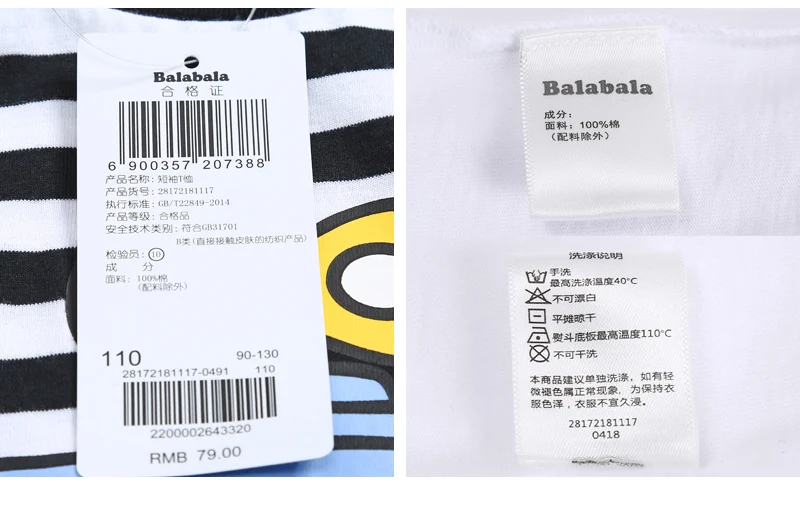 Balabala
合格证
6 900357 207388
产品名称: 短袖T恤
产品货号: 28172181117
执行标准: GB/T22849-2014
产品等级: 合格品
安全技术类别: 符合GB31701
B类(直接接触皮肤的纺织产品)
检验员: 10
成 分
面料: 100%棉
(配料除外)
110 90-130
28172181117-0491 110
2200002643320
RMB 79.00
Balabala
成分:
面料: 100%棉
(配料除外)
洗涤说明
手洗
最高洗涤温度40℃
不可漂白
平摊晾干
熨斗底板最高温度110℃
不可干洗
本商品建议单独洗涤, 如有轻
微褪色属正常现象, 为保持衣
服色泽, 衣服不宜久浸。
28172181117
0418